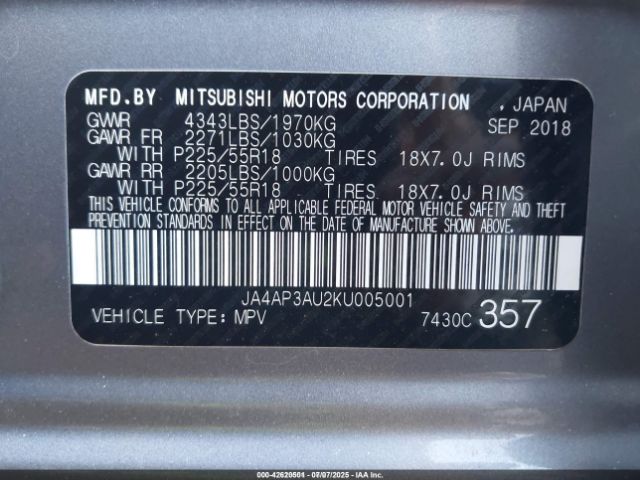 MFD.BY MITSUBISHI MOTORS CORPORATION , JAPAN
GVWR 4343LBS/1970KG SEP 2018
GAWR FR 2271LBS/1030KG
WITH P225/55R18 TIRES 18X7.0J RIMS
GAWR RR 2205LBS/1000KG
WITH P225/55R18 TIRES 18X7.0J RIMS
THIS VEHICLE CONFORMS TO ALL APPLICABLE FEDERAL MOTOR VEHICLE SAFETY AND THEFT
PREVENTION STANDARDS IN EFFECT ON THE DATE OF MANUFACTURE SHOWN ABOVE.
JA4AP3AU2KU005001
VEHICLE TYPE: MPV 7430C 357
000-42620501 - 07/07/2025 - IAAI.COM